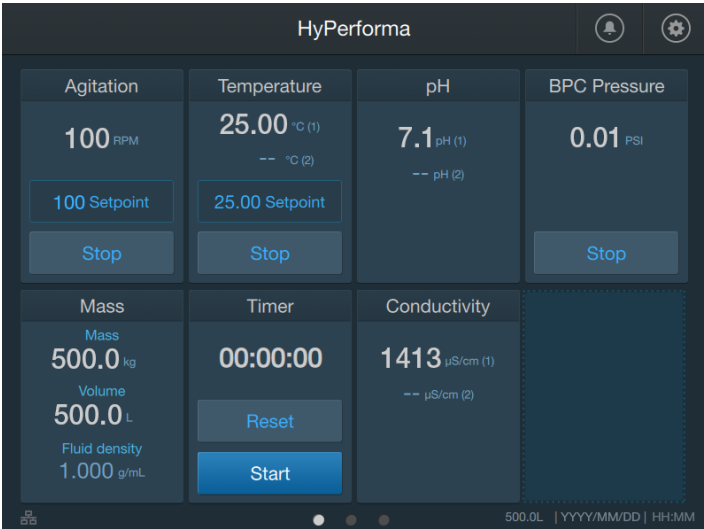 HyPerforma
Agitation
100 RPM
100 Setpoint
Stop
Temperature
25.00 °C (1)
-- °C (2)
25.00 Setpoint
Stop
pH
7.1 pH (1)
-- pH (2)
BPC Pressure
0.01 PSI
Stop
Mass
Mass
500.0 kg
Volume
500.0 L
Fluid density
1.000 g/mL
Timer
00:00:00
Reset
Start
Conductivity
1413 µS/cm (1)
-- µS/cm (2)
500.0L | YYYY/MM/DD | HH:MM